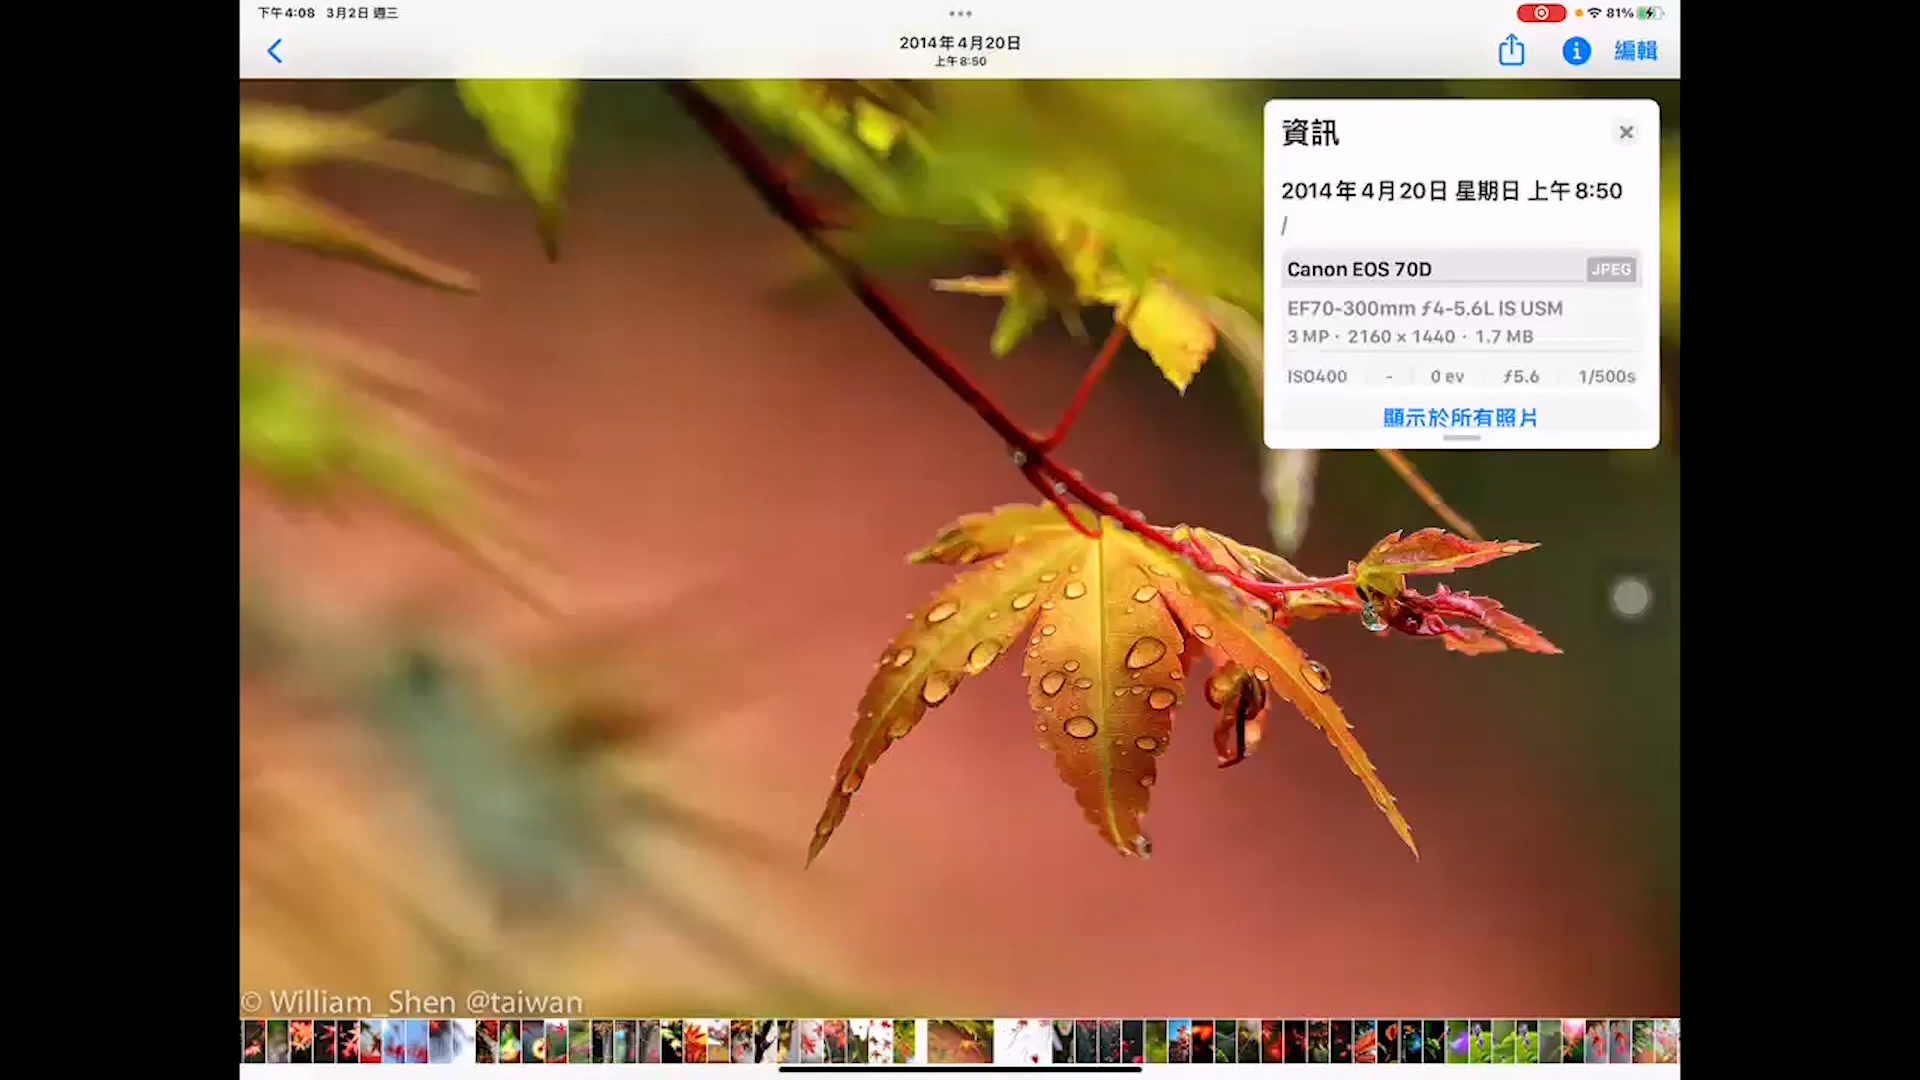 下午4:08 3月2日 週三
81%
2014年4月20日
上午8:50
編輯
資訊
2014年4月20日 星期日 上午8:50
/
Canon EOS 70D JPEG
EF70-300mm ƒ4-5.6L IS USM
3 MP · 2160 × 1440 · 1.7 MB
ISO400 - 0 ev ƒ5.6 1/500s
顯示於所有照片
© William_Shen @taiwan